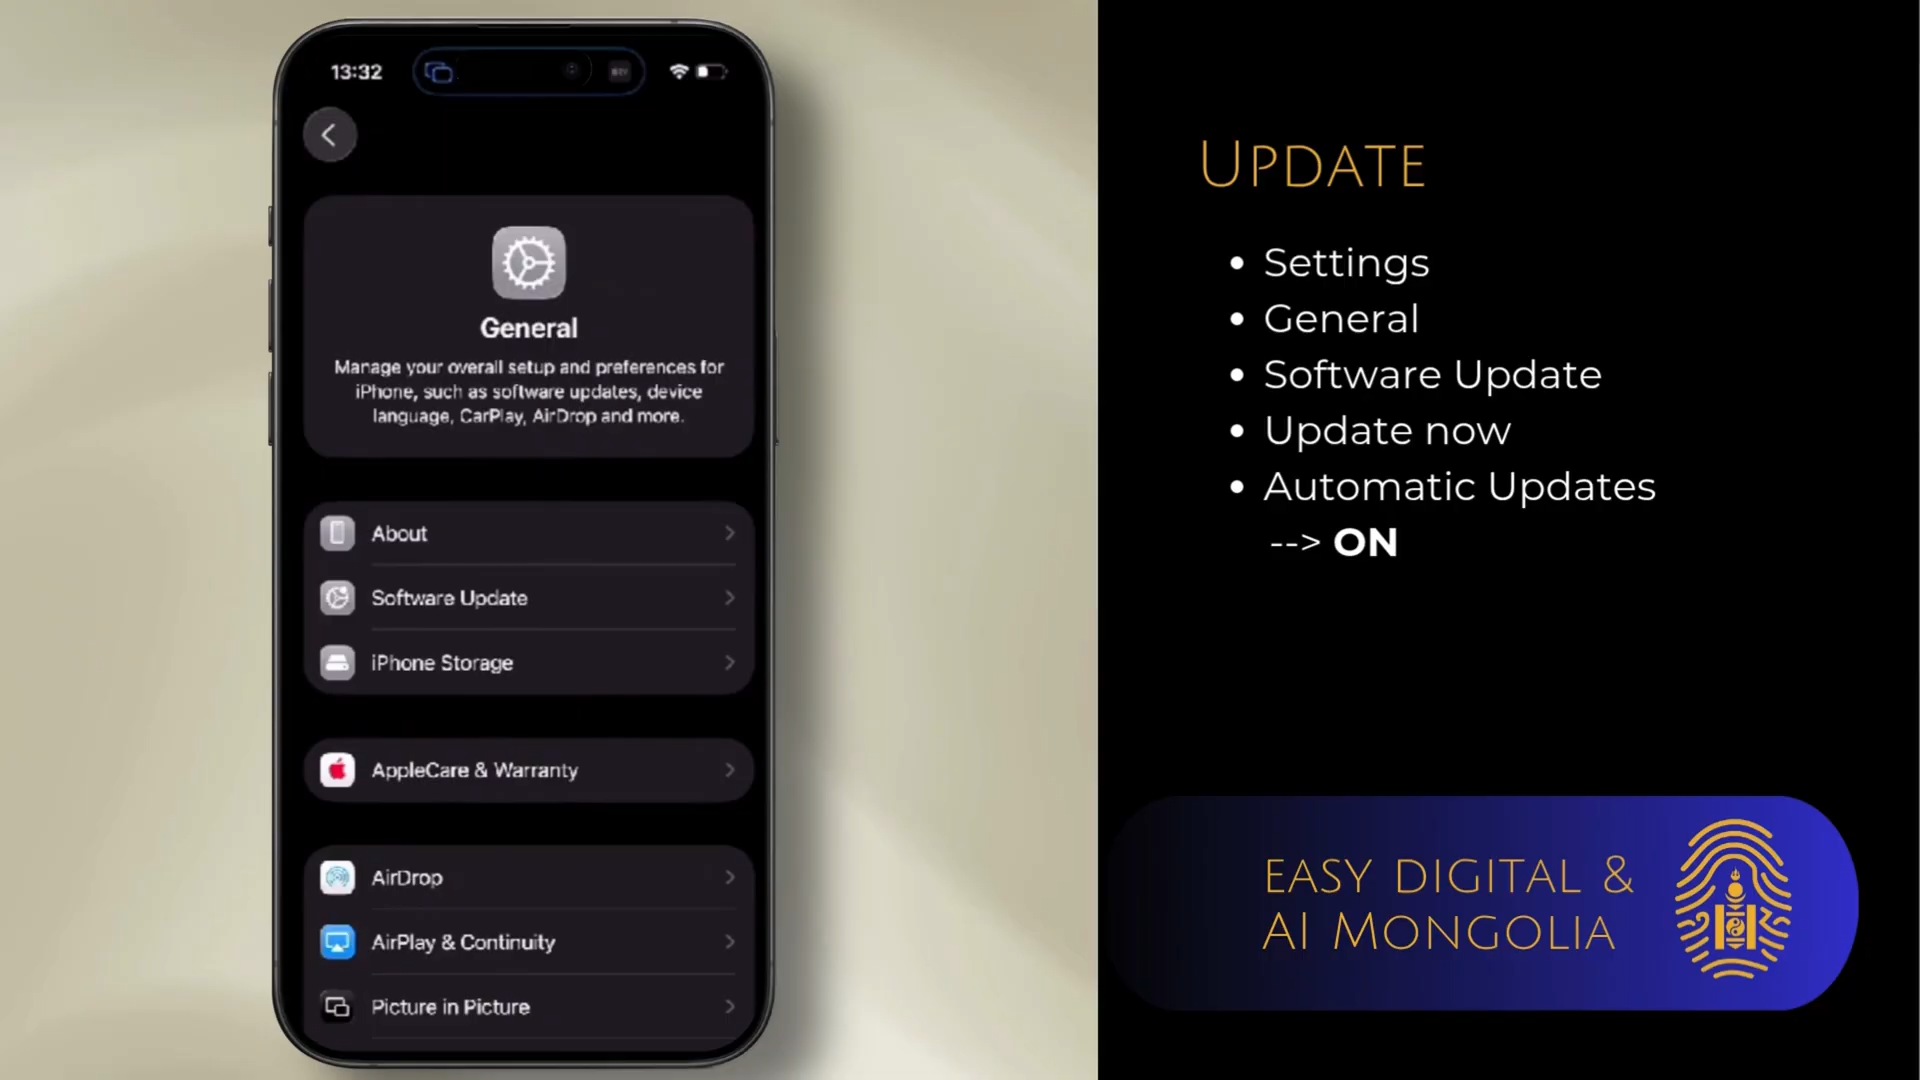 13:32
General
Manage your overall setup and preferences for
iPhone, such as software updates, device
language, CarPlay, AirDrop and more.
About
Software Update
iPhone Storage
AppleCare & Warranty
AirDrop
AirPlay & Continuity
Picture in Picture
UPDATE
• Settings
• General
• Software Update
• Update now
• Automatic Updates
--> ON
EASY DIGITAL &
AI MONGOLIA